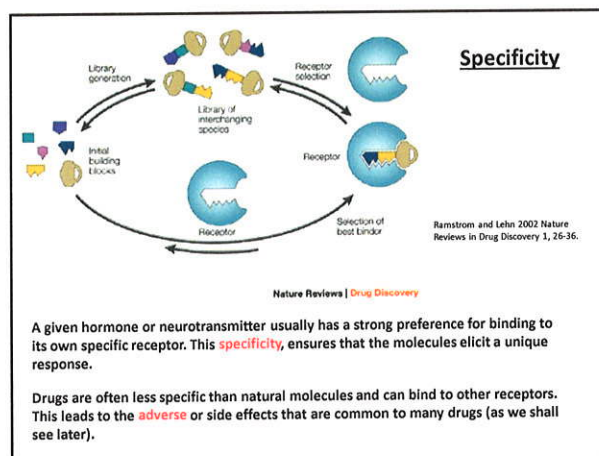 Specificity
Library
generation
Receptor
selection
Library of
interchanging
species
Initial
building
blocks
Receptor
Receptor
Selection of
best bindor
Ramstrom and Lehn 2002 Nature
Reviews in Drug Discovery 1, 26-36.
Nature Reviews | Drug Discovery
A given hormone or neurotransmitter usually has a strong preference for binding to
its own specific receptor. This specificity, ensures that the molecules elicit a unique
response.
Drugs are often less specific than natural molecules and can bind to other receptors.
This leads to the adverse or side effects that are common to many drugs (as we shall
see later).